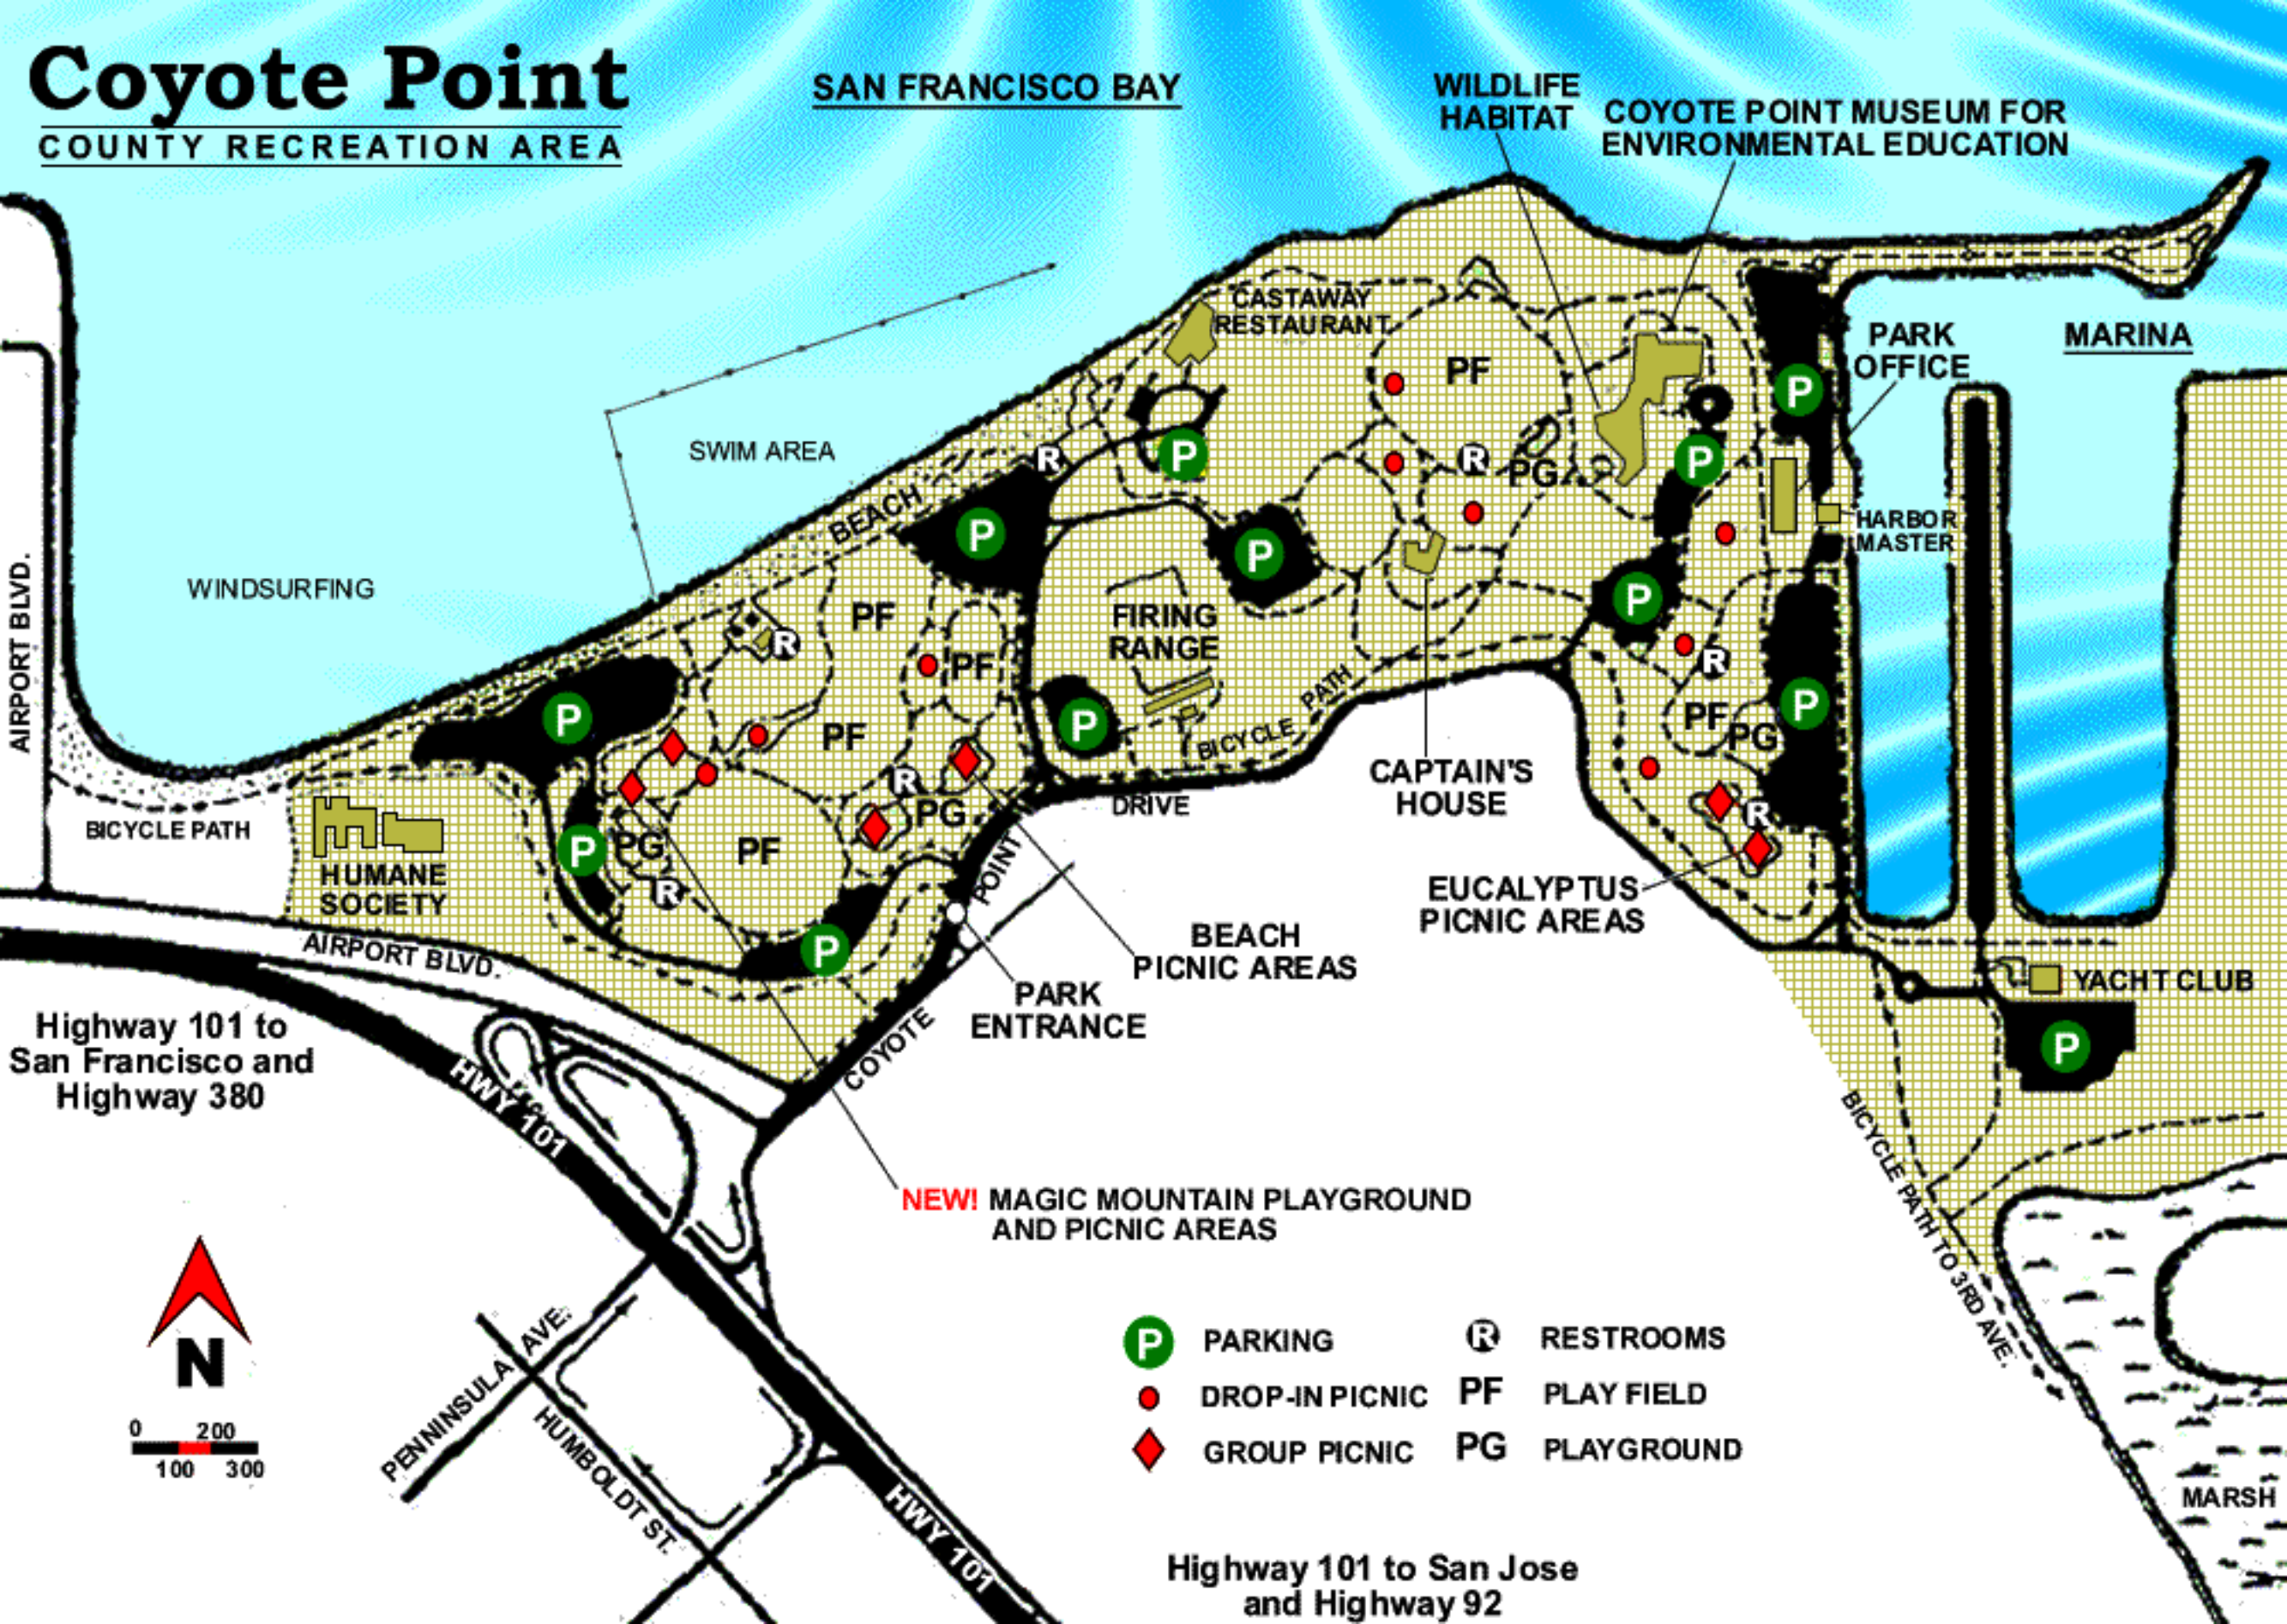 Coyote Point
COUNTY RECREATION AREA
SAN FRANCISCO BAY
WILDLIFE
HABITAT
COYOTE POINT MUSEUM FOR
ENVIRONMENTAL EDUCATION
CASTAWAY
RESTAURANT
PARK
OFFICE
MARINA
SWIM AREA
WINDSURFING
BEACH
AIRPORT BLVD.
PF
P
P
R
P
R
PG
P
P
P
HARBOR
MASTER
FIRING
RANGE
P
PF
R
PF
R
P
P
P
PF
PF
PG
BICYCLE PATH
CAPTAIN'S
HOUSE
DRIVE
R
PG
R
BICYCLE PATH
HUMANE
SOCIETY
P
PG
PF
R
POINT
EUCALYPTUS
PICNIC AREAS
BEACH
PICNIC AREAS
AIRPORT BLVD.
P
PARK
ENTRANCE
COYOTE
YACHT CLUB
P
Highway 101 to
San Francisco and
Highway 380
HWY 101
BICYCLE PATH TO 3RD AVE.
NEW! MAGIC MOUNTAIN PLAYGROUND
AND PICNIC AREAS
N
0 200
100 300
PENNINSULA AVE.
HUMBOLDT ST.
HWY 101
P PARKING
R RESTROOMS
DROP-IN PICNIC
PF PLAY FIELD
GROUP PICNIC
PG PLAYGROUND
MARSH
Highway 101 to San Jose
and Highway 92